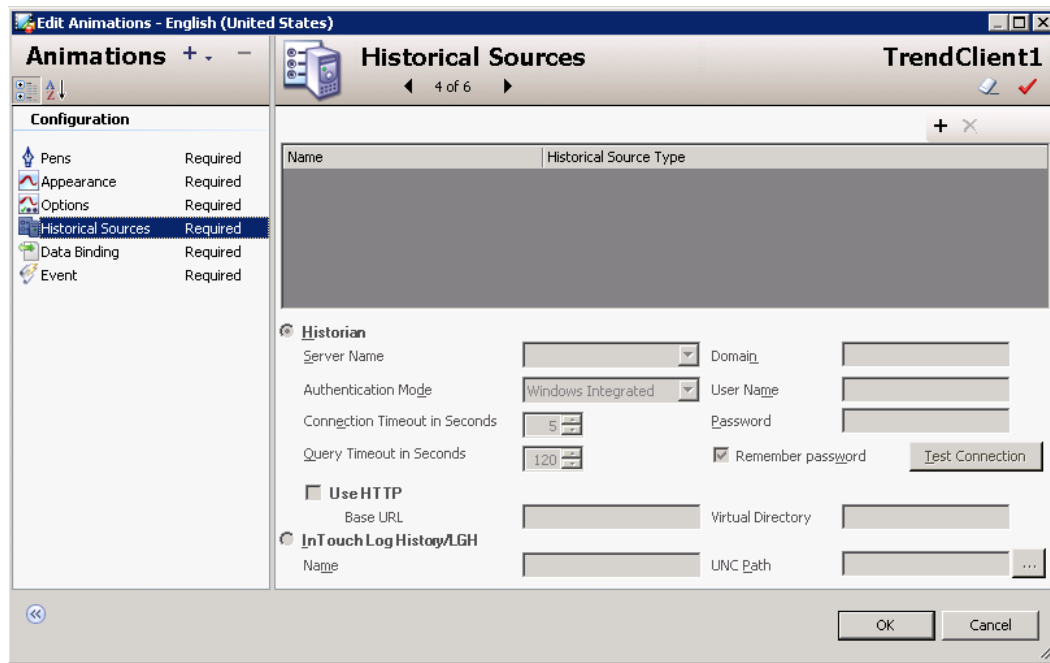 Edit Animations - English (United States)
Animations
Historical Sources
TrendClient1
4 of 6
Configuration
Pens Required
Appearance Required
Options Required
Historical Sources Required
Data Binding Required
Event Required
Name Historical Source Type
Historian
Server Name
Domain
Authentication Mode Windows Integrated
User Name
Connection Timeout in Seconds 5
Password
Query Timeout in Seconds 120
Remember password
Test Connection
Use HTTP
Base URL
Virtual Directory
InTouch Log History/LGH
Name
UNC Path
...
OK
Cancel